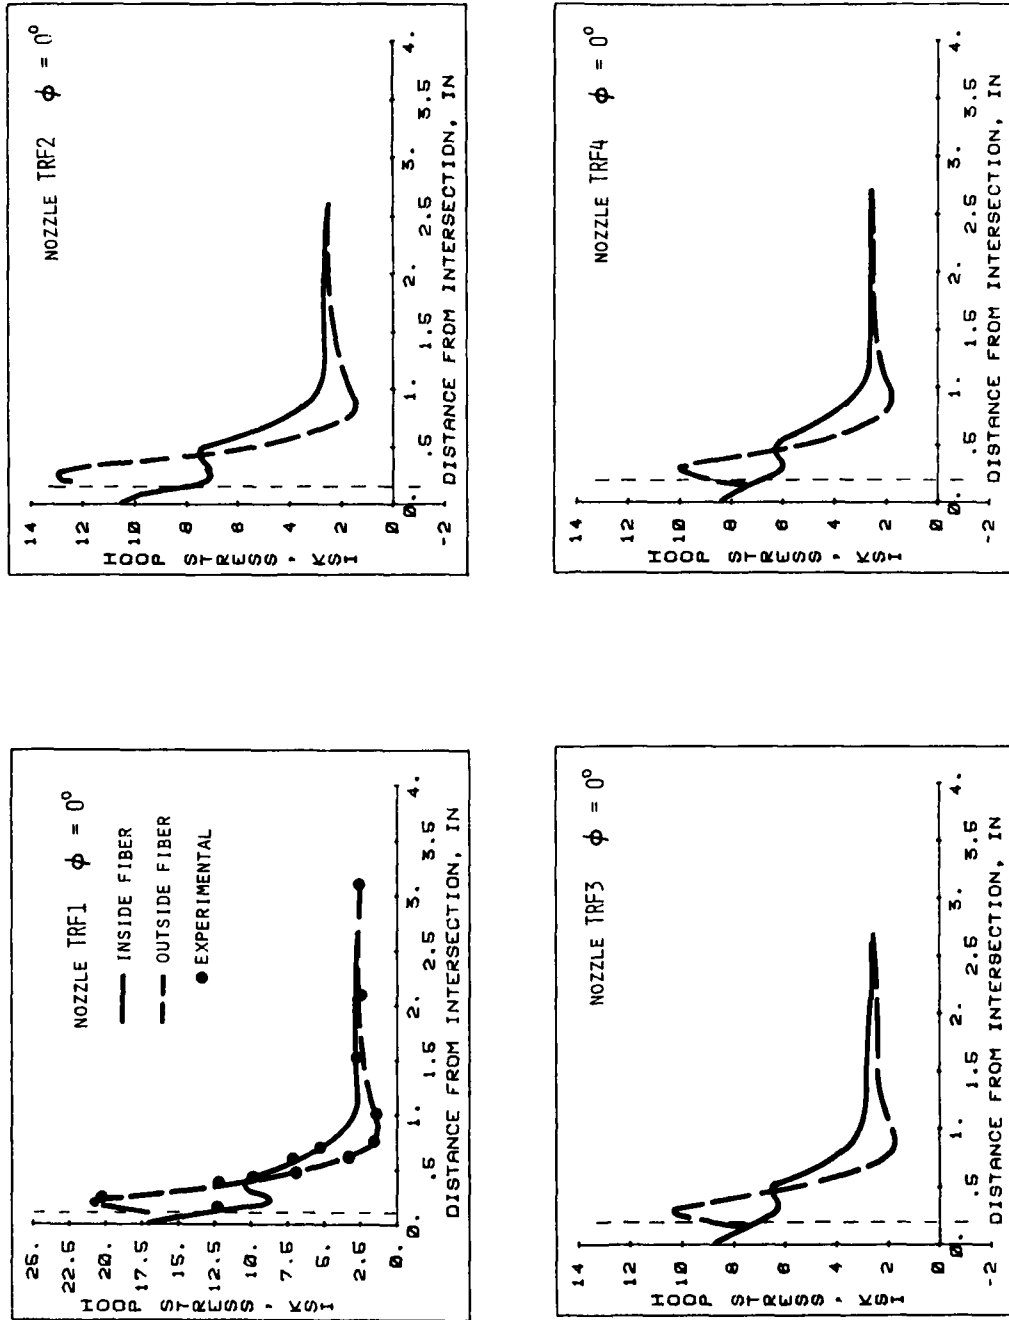 NOZZLE TRF1 ϕ = 0°
INSIDE FIBER
OUTSIDE FIBER
EXPERIMENTAL
25.
22.5
17.5
12.5
7.5
2.5
0.
HOOP STRESS, KSI
0. .5 1. 1.5 2. 2.5 3. 3.5 4.
DISTANCE FROM INTERSECTION, IN
NOZZLE TRF2 ϕ = 0°
14
12
10
8
6
4
2
0
-2
HOOP STRESS, KSI
0. .5 1. 1.5 2. 2.5 3. 3.5 4.
DISTANCE FROM INTERSECTION, IN
NOZZLE TRF3 ϕ = 0°
14
12
10
8
6
4
2
0
-2
HOOP STRESS, KSI
0. .5 1. 1.5 2. 2.5 3. 3.5 4.
DISTANCE FROM INTERSECTION, IN
NOZZLE TRF4 ϕ = 0°
14
12
10
8
6
4
2
0
-2
HOOP STRESS, KSI
0. .5 1. 1.5 2. 2.5 3. 3.5 4.
DISTANCE FROM INTERSECTION, IN